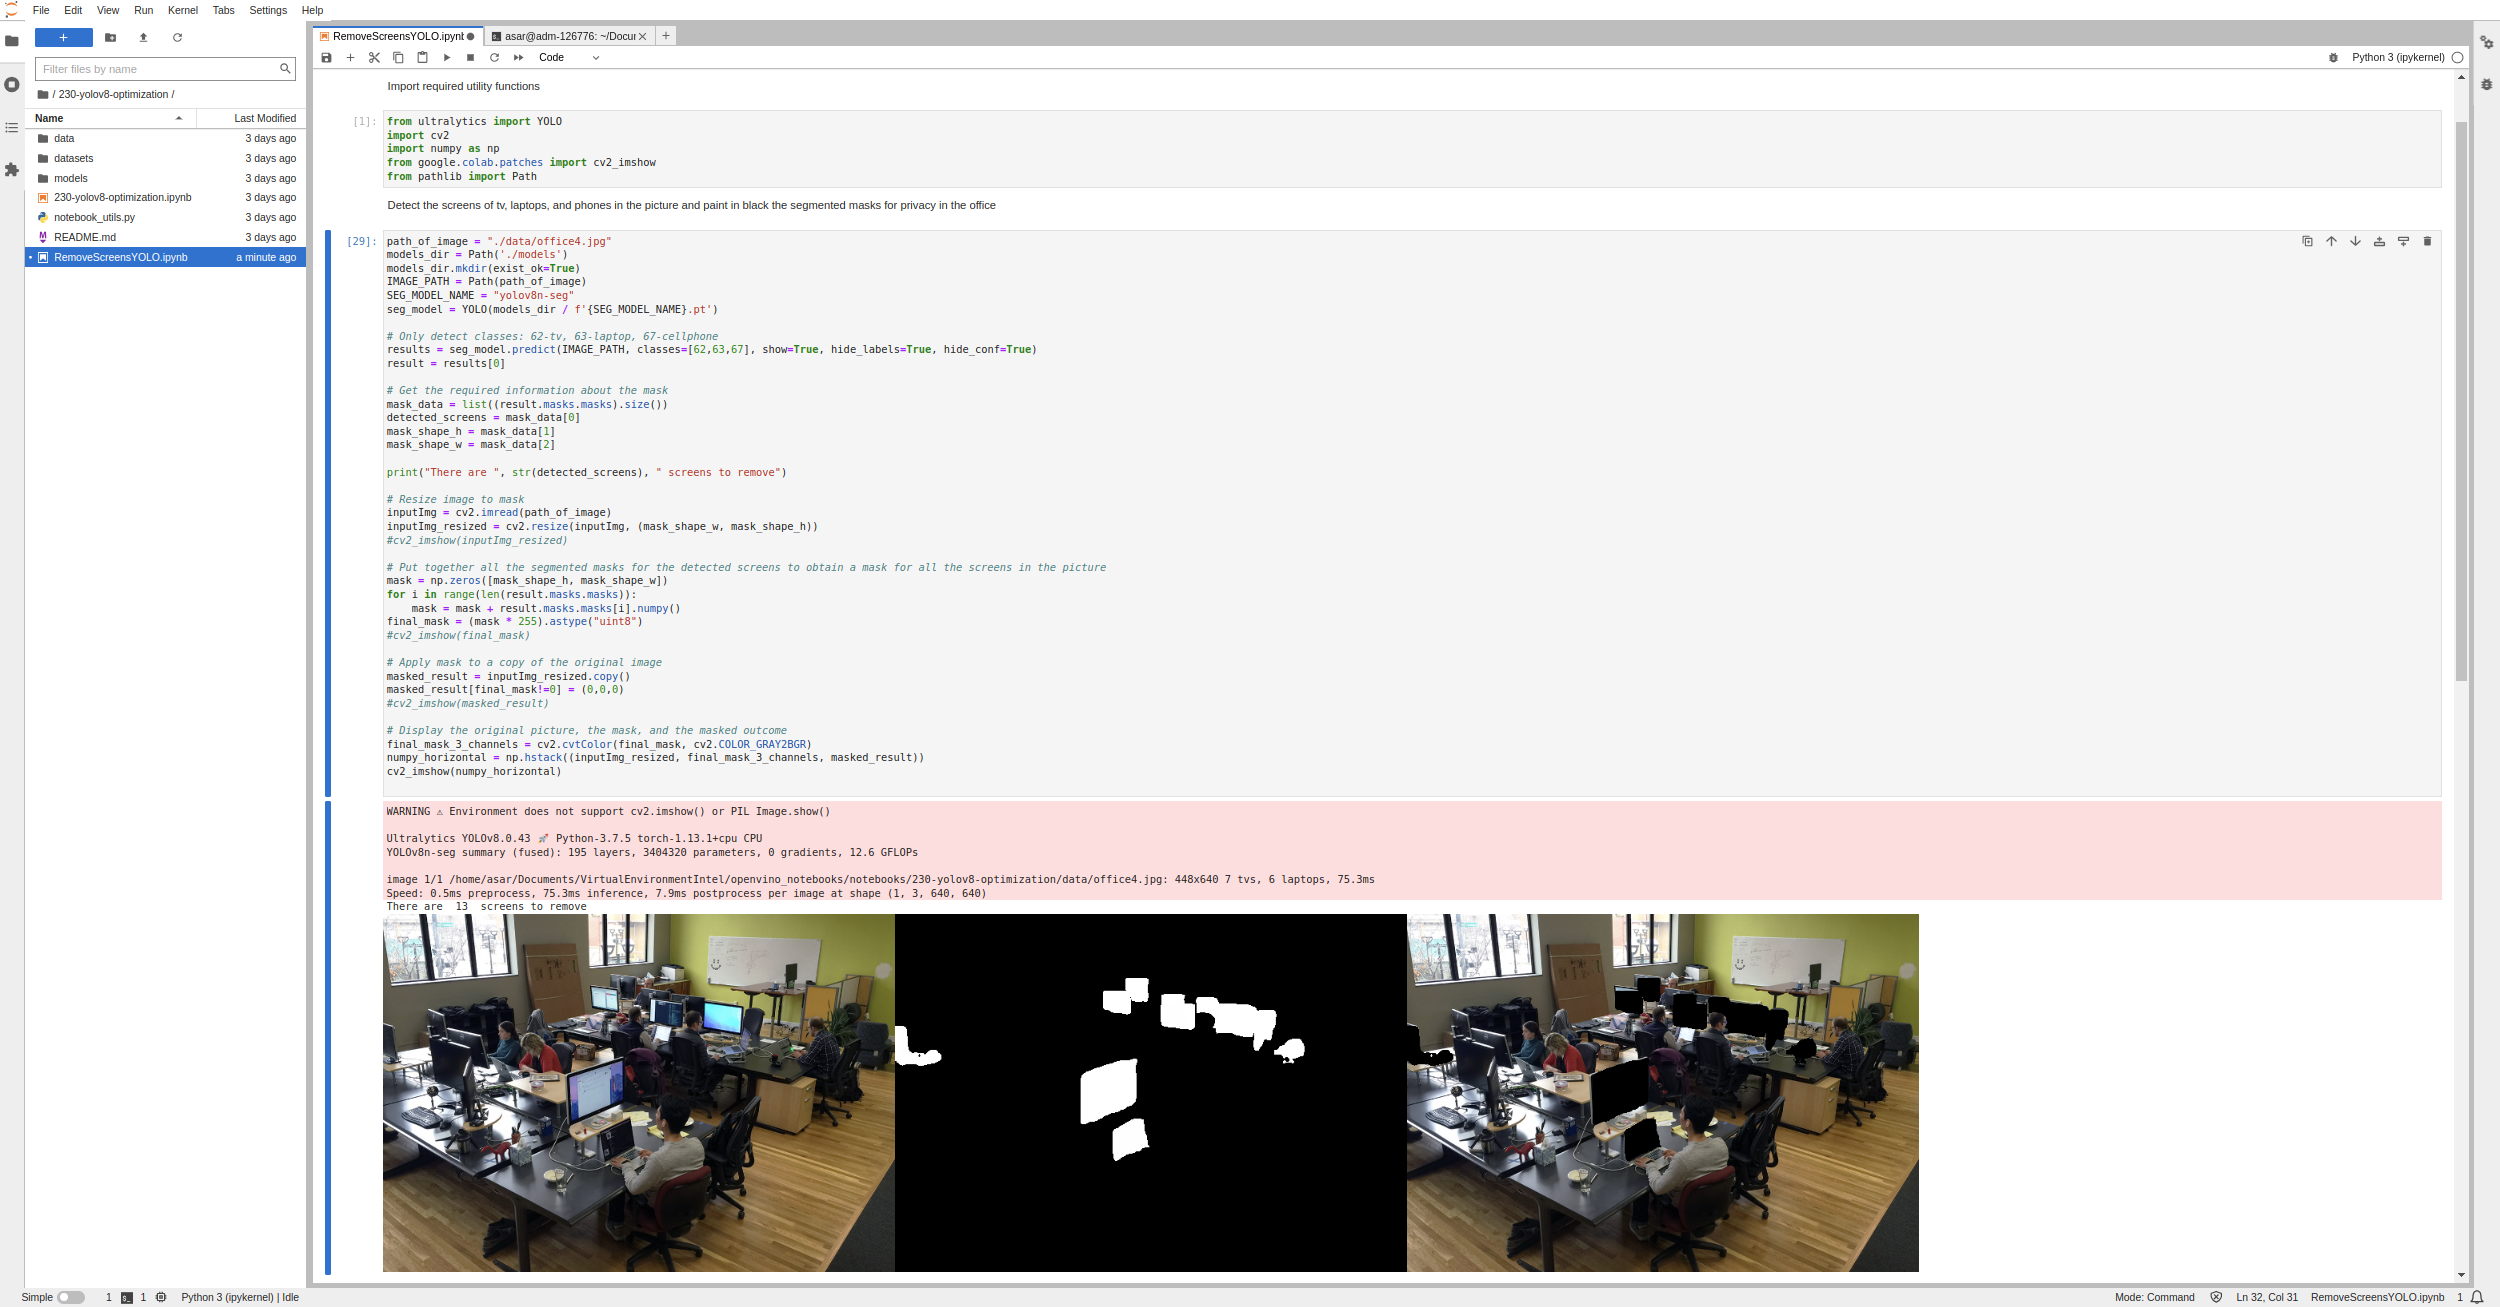 File Edit View Run Kernel Tabs Settings Help
Filter files by name
/ 230-yolov8-optimization /
Name Last Modified
data 3 days ago
datasets 3 days ago
models 3 days ago
230-yolov8-optimization.ipynb 3 days ago
notebook_utils.py 3 days ago
README.md 3 days ago
RemoveScreensYOLO.ipynb a minute ago
RemoveScreensYOLO.ipynb asar@adm-126776: ~/Docur
Code Python 3 (ipykernel)
Import required utility functions
[1]:
from ultralytics import YOLO
import cv2
import numpy as np
from google.colab.patches import cv2_imshow
from pathlib import Path
Detect the screens of tv, laptops, and phones in the picture and paint in black the segmented masks for privacy in the office
[29]:
path_of_image = "./data/office4.jpg"
models_dir = Path('./models')
models_dir.mkdir(exist_ok=True)
IMAGE_PATH = Path(path_of_image)
SEG_MODEL_NAME = "yolov8n-seg"
seg_model = YOLO(models_dir / f'{SEG_MODEL_NAME}.pt')
# Only detect classes: 62-tv, 63-laptop, 67-cellphone
results = seg_model.predict(IMAGE_PATH, classes=[62,63,67], show=True, hide_labels=True, hide_conf=True)
result = results[0]
# Get the required information about the mask
mask_data = list((result.masks.masks).size())
detected_screens = mask_data[0]
mask_shape_h = mask_data[1]
mask_shape_w = mask_data[2]
print("There are ", str(detected_screens), " screens to remove")
# Resize image to mask
inputImg = cv2.imread(path_of_image)
inputImg_resized = cv2.resize(inputImg, (mask_shape_w, mask_shape_h))
#cv2_imshow(inputImg_resized)
# Put together all the segmented masks for the detected screens to obtain a mask for all the screens in the picture
mask = np.zeros([mask_shape_h, mask_shape_w])
for i in range(len(result.masks.masks)):
    mask = mask + result.masks.masks[i].numpy()
final_mask = (mask * 255).astype("uint8")
#cv2_imshow(final_mask)
# Apply mask to a copy of the original image
masked_result = inputImg_resized.copy()
masked_result[final_mask!=0] = (0,0,0)
#cv2_imshow(masked_result)
# Display the original picture, the mask, and the masked outcome
final_mask_3_channels = cv2.cvtColor(final_mask, cv2.COLOR_GRAY2BGR)
numpy_horizontal = np.hstack((inputImg_resized, final_mask_3_channels, masked_result))
cv2_imshow(numpy_horizontal)
WARNING ⚠ Environment does not support cv2.imshow() or PIL Image.show()
Ultralytics YOLOv8.0.43 🚀 Python-3.7.5 torch-1.13.1+cpu CPU
YOLOv8n-seg summary (fused): 195 layers, 3404320 parameters, 0 gradients, 12.6 GFLOPs
image 1/1 /home/asar/Documents/VirtualEnvironmentIntel/openvino_notebooks/notebooks/230-yolov8-optimization/data/office4.jpg: 448x640 7 tvs, 6 laptops, 75.3ms
Speed: 0.5ms preprocess, 75.3ms inference, 7.9ms postprocess per image at shape (1, 3, 640, 640)
There are  13  screens to remove
Simple 1 1 Python 3 (ipykernel) | Idle Mode: Command Ln 32, Col 31 RemoveScreensYOLO.ipynb 1